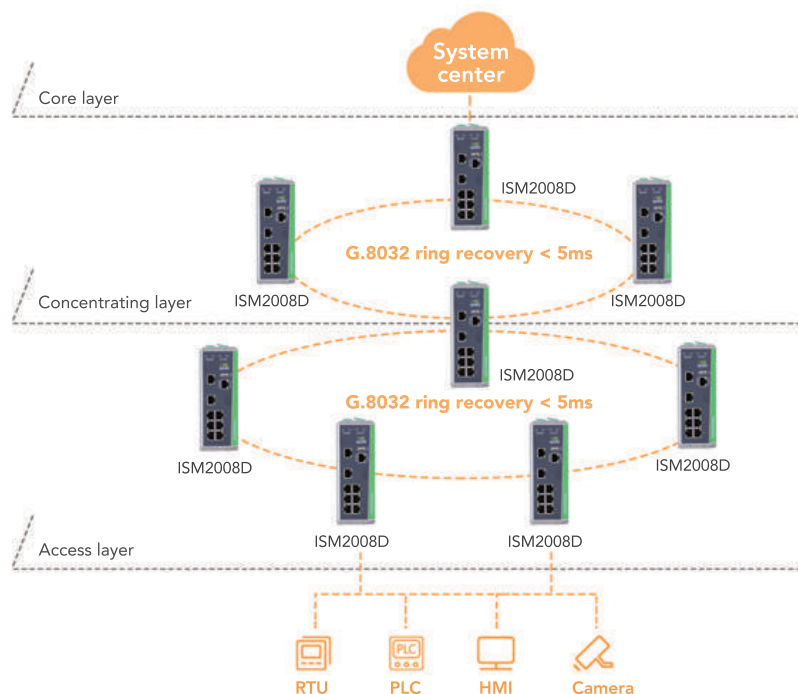 System
center
Core layer
ISM2008D
G.8032 ring recovery < 5ms
ISM2008D
ISM2008D
Concentrating layer
ISM2008D
G.8032 ring recovery < 5ms
ISM2008D
ISM2008D
ISM2008D
ISM2008D
Access layer
PLC
RTU
PLC
HMI
Camera